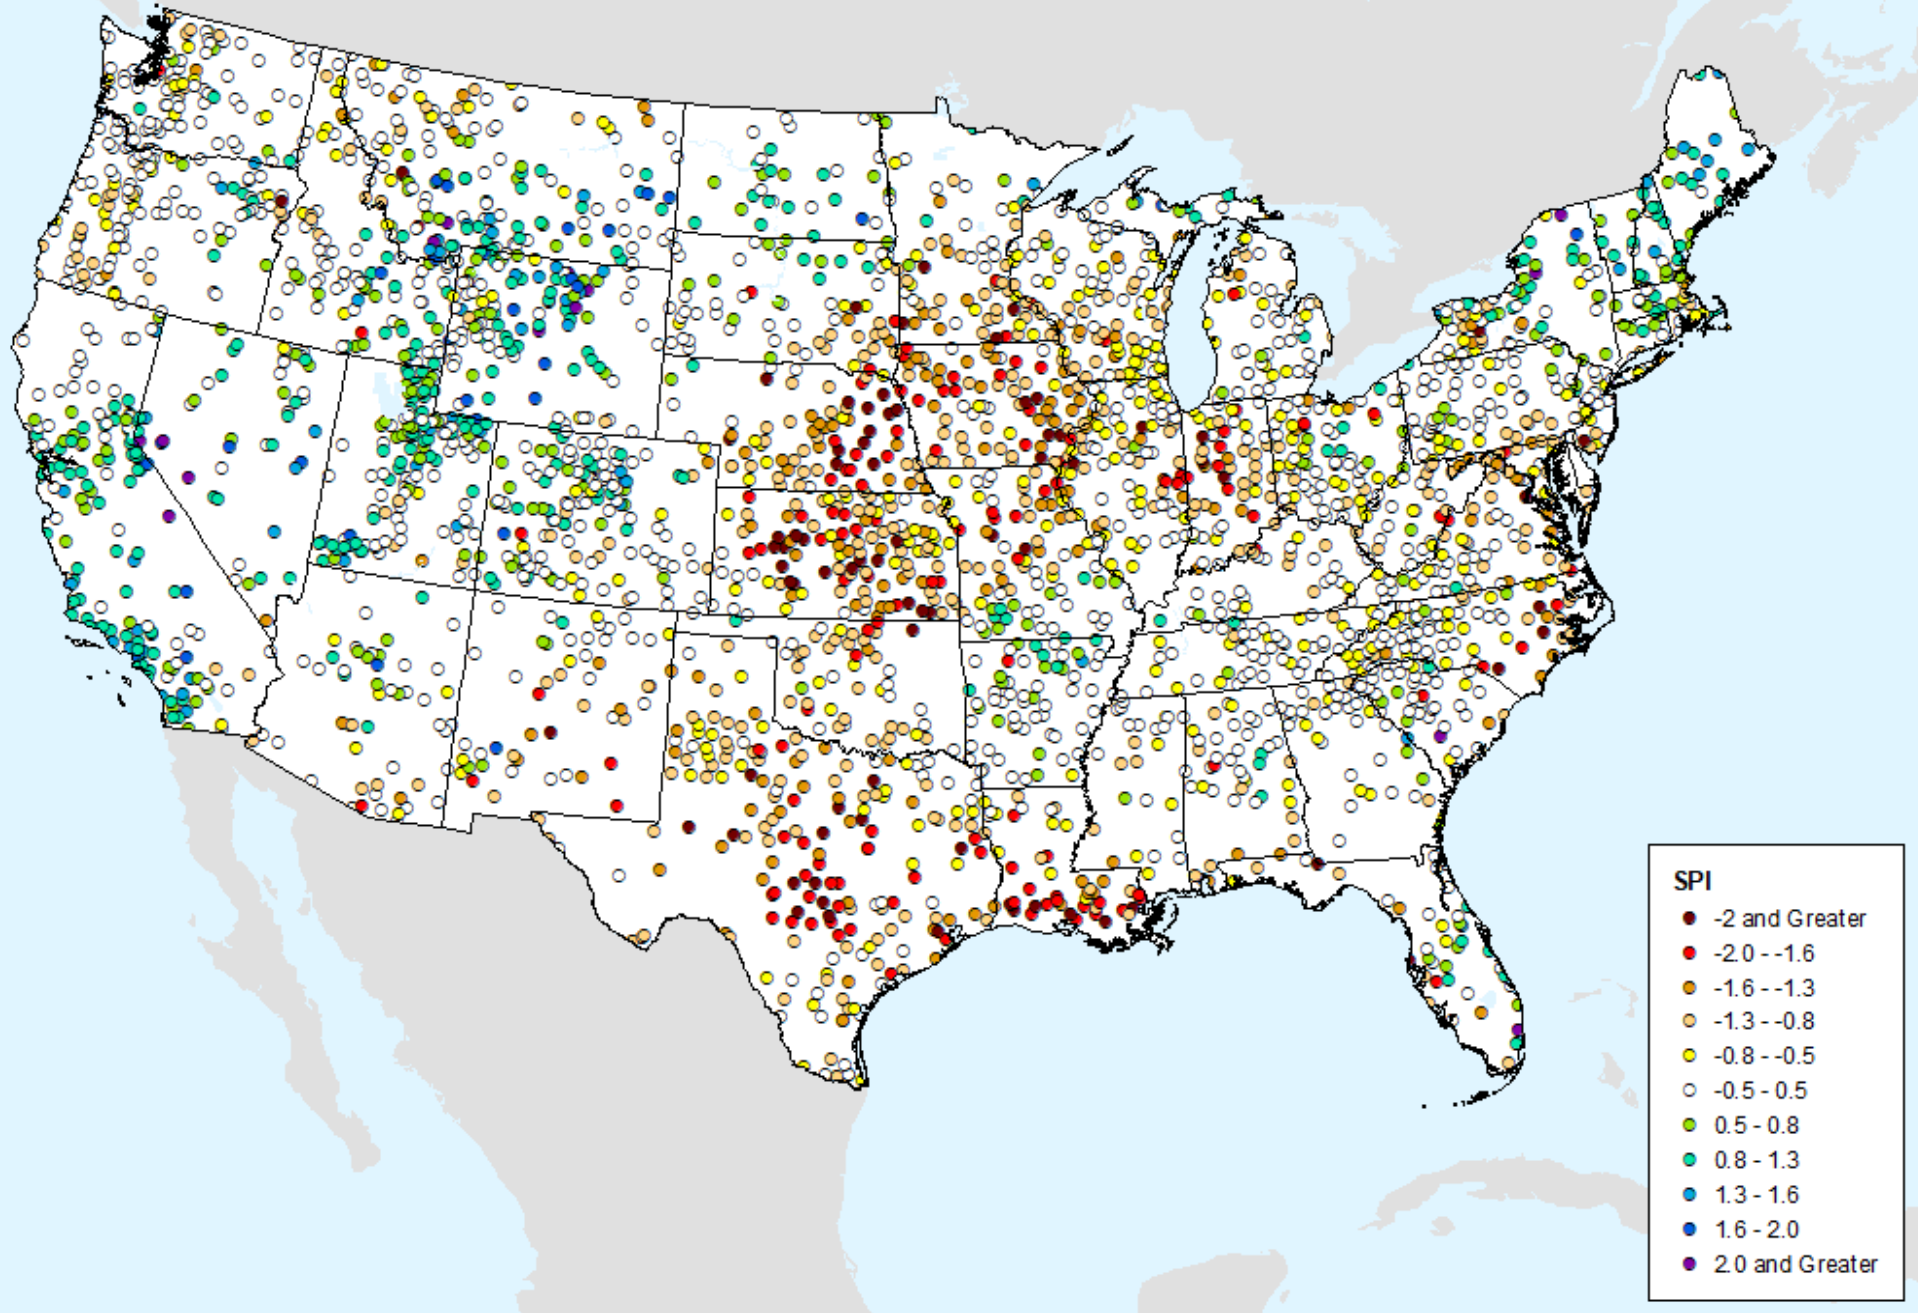 SPI
-2 and Greater
-2.0 - -1.6
-1.6 - -1.3
-1.3 - -0.8
-0.8 - -0.5
-0.5 - 0.5
0.5 - 0.8
0.8 - 1.3
1.3 - 1.6
1.6 - 2.0
2.0 and Greater